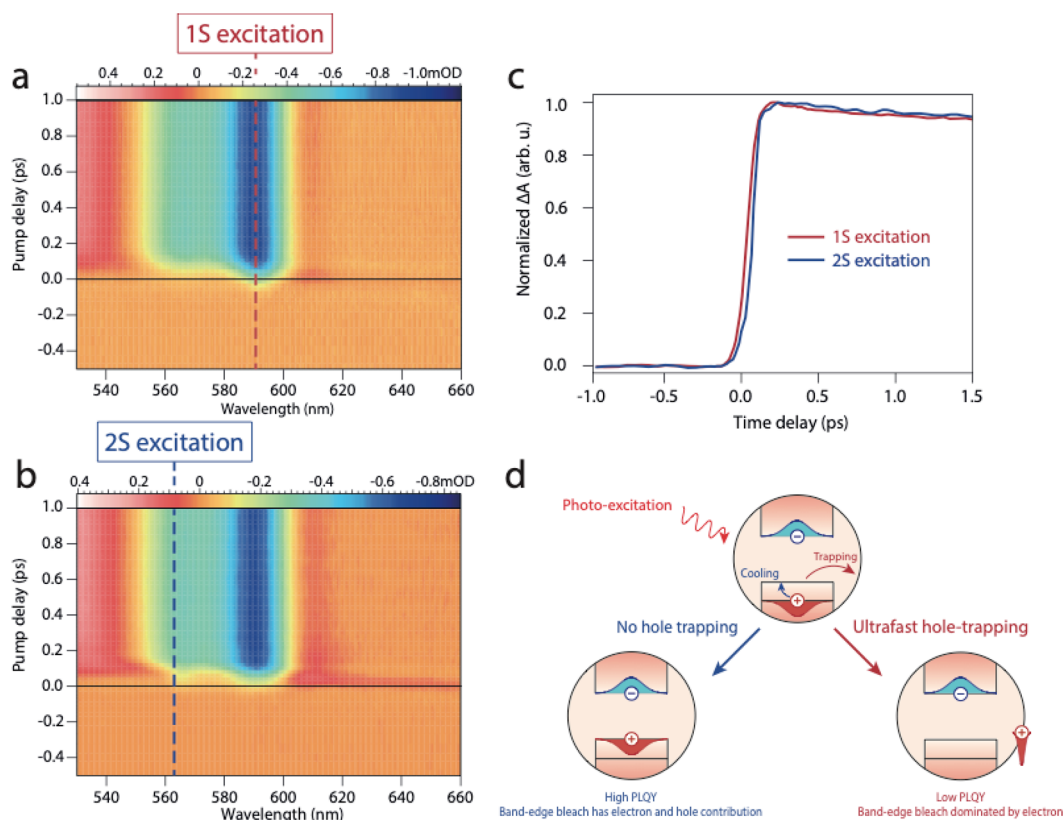 1S excitation
a
0.4 0.2 0 -0.2 -0.4 -0.6 -0.8 -1.0mOD
1.0
0.8
0.6
0.4
0.2
0.0
-0.2
-0.4
Pump delay (ps)
540 560 580 600 620 640 660
Wavelength (nm)
2S excitation
b
0.4 0.2 0 -0.2 -0.4 -0.6 -0.8mOD
1.0
0.8
0.6
0.4
0.2
0.0
-0.2
-0.4
Pump delay (ps)
540 560 580 600 620 640 660
Wavelength (nm)
c
1.0
0.8
0.6
0.4
0.2
0.0
Normalized ΔA (arb. u.)
1S excitation
2S excitation
-1.0 -0.5 0.0 0.5 1.0 1.5
Time delay (ps)
d
Photo-excitation
−
Trapping
Cooling
+
No hole trapping
Ultrafast hole-trapping
− −
+ +
High PLQY
Band-edge bleach has electron and hole contribution
Low PLQY
Band-edge bleach dominated by electron